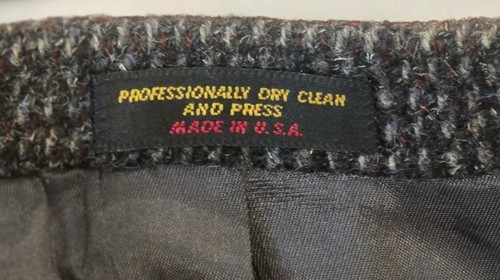 PROFESSIONALLY DRY CLEAN
AND PRESS
MADE IN U.S.A.